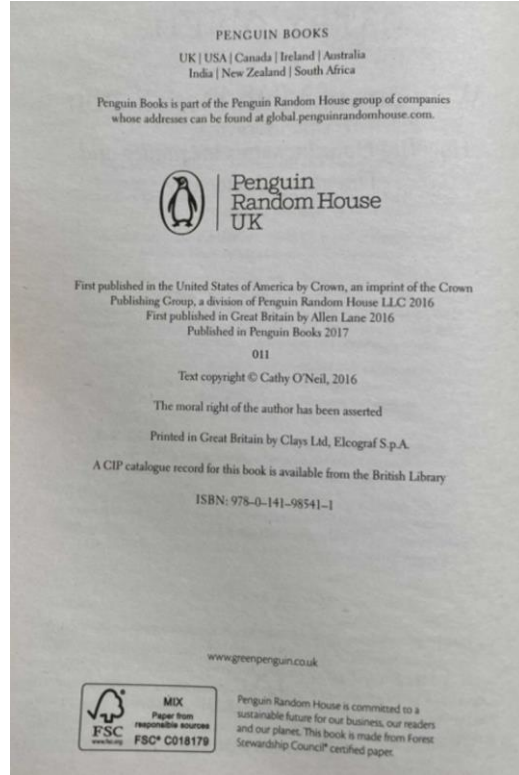 PENGUIN BOOKS
UK | USA | Canada | Ireland | Australia
India | New Zealand | South Africa
Penguin Books is part of the Penguin Random House group of companies
whose addresses can be found at global.penguinrandomhouse.com.
Penguin
Random House
UK
First published in the United States of America by Crown, an imprint of the Crown
Publishing Group, a division of Penguin Random House LLC 2016
First published in Great Britain by Allen Lane 2016
Published in Penguin Books 2017
011
Text copyright © Cathy O'Neil, 2016
The moral right of the author has been asserted
Printed in Great Britain by Clays Ltd, Elcograf S.p.A.
A CIP catalogue record for this book is available from the British Library
ISBN: 978–0–141–98541–1
www.greenpenguin.co.uk
FSC
www.fsc.org
MIX
Paper from
responsible sources
FSC® C018179
Penguin Random House is committed to a
sustainable future for our business, our readers
and our planet. This book is made from Forest
Stewardship Council® certified paper.